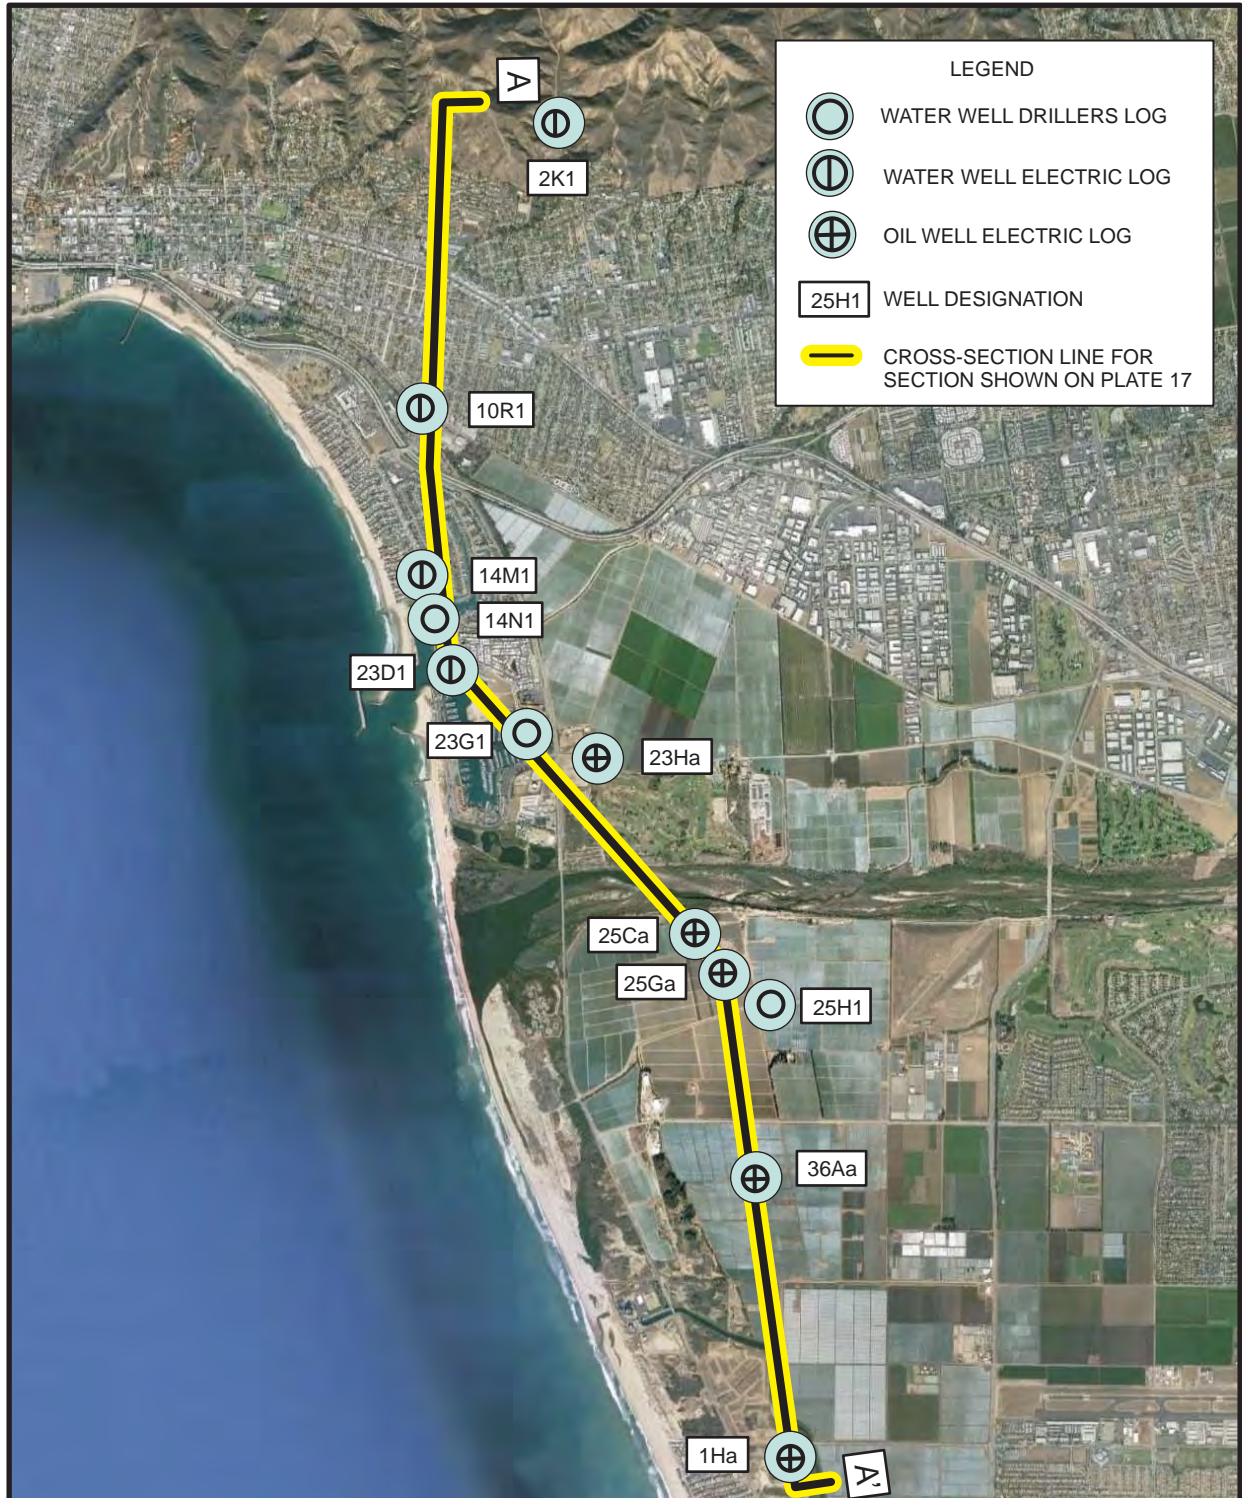 LEGEND
WATER WELL DRILLERS LOG
WATER WELL ELECTRIC LOG
OIL WELL ELECTRIC LOG
25H1 WELL DESIGNATION
CROSS-SECTION LINE FOR
SECTION SHOWN ON PLATE 17
A
2K1
10R1
14M1
14N1
23D1
23G1
23Ha
25Ca
25Ga
25H1
36Aa
1Ha
A'